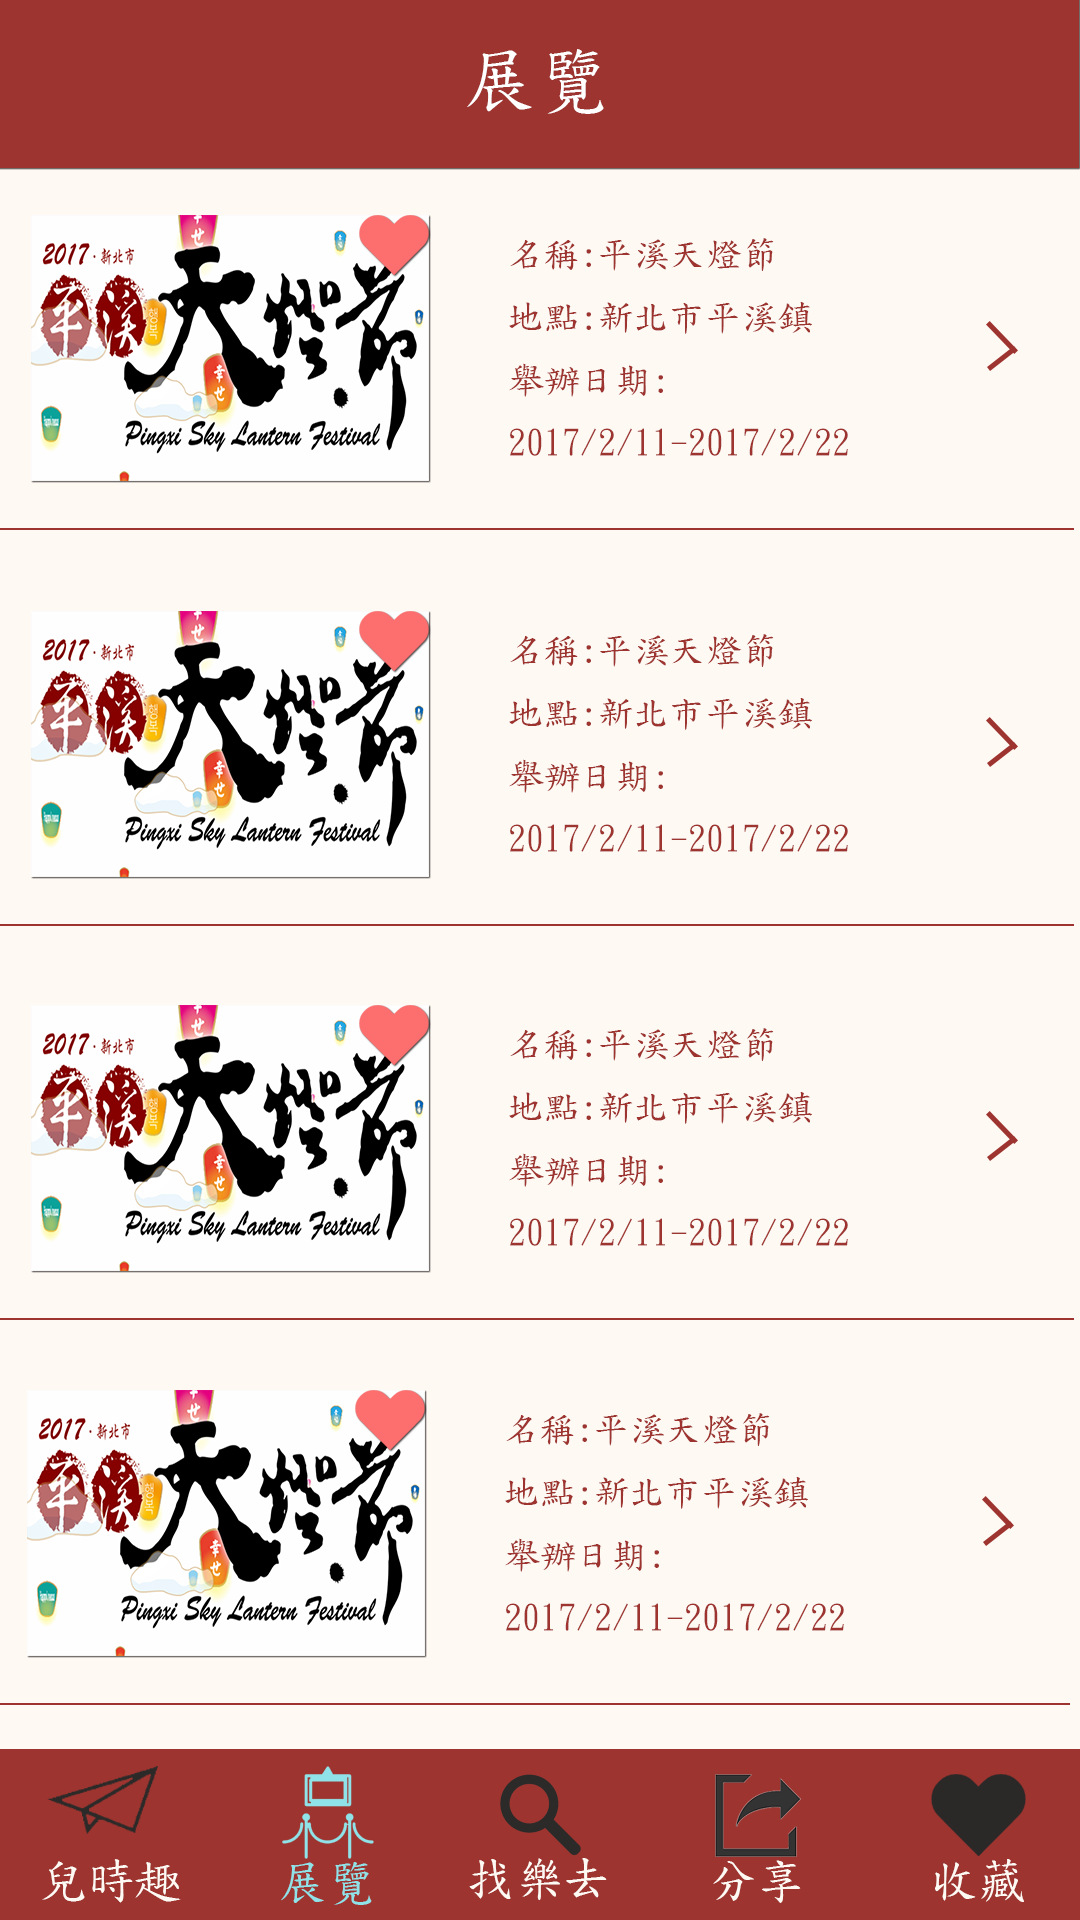 展覽
2017·新北市
平溪
天燈節
幸世
Pingxi Sky Lantern Festival
名稱:平溪天燈節
地點:新北市平溪鎮
舉辦日期:
2017/2/11-2017/2/22
2017·新北市
平溪
天燈節
幸世
Pingxi Sky Lantern Festival
名稱:平溪天燈節
地點:新北市平溪鎮
舉辦日期:
2017/2/11-2017/2/22
2017·新北市
平溪
天燈節
幸世
Pingxi Sky Lantern Festival
名稱:平溪天燈節
地點:新北市平溪鎮
舉辦日期:
2017/2/11-2017/2/22
2017·新北市
平溪
天燈節
幸世
Pingxi Sky Lantern Festival
名稱:平溪天燈節
地點:新北市平溪鎮
舉辦日期:
2017/2/11-2017/2/22
兒時趣
展覽
找樂去
分享
收藏